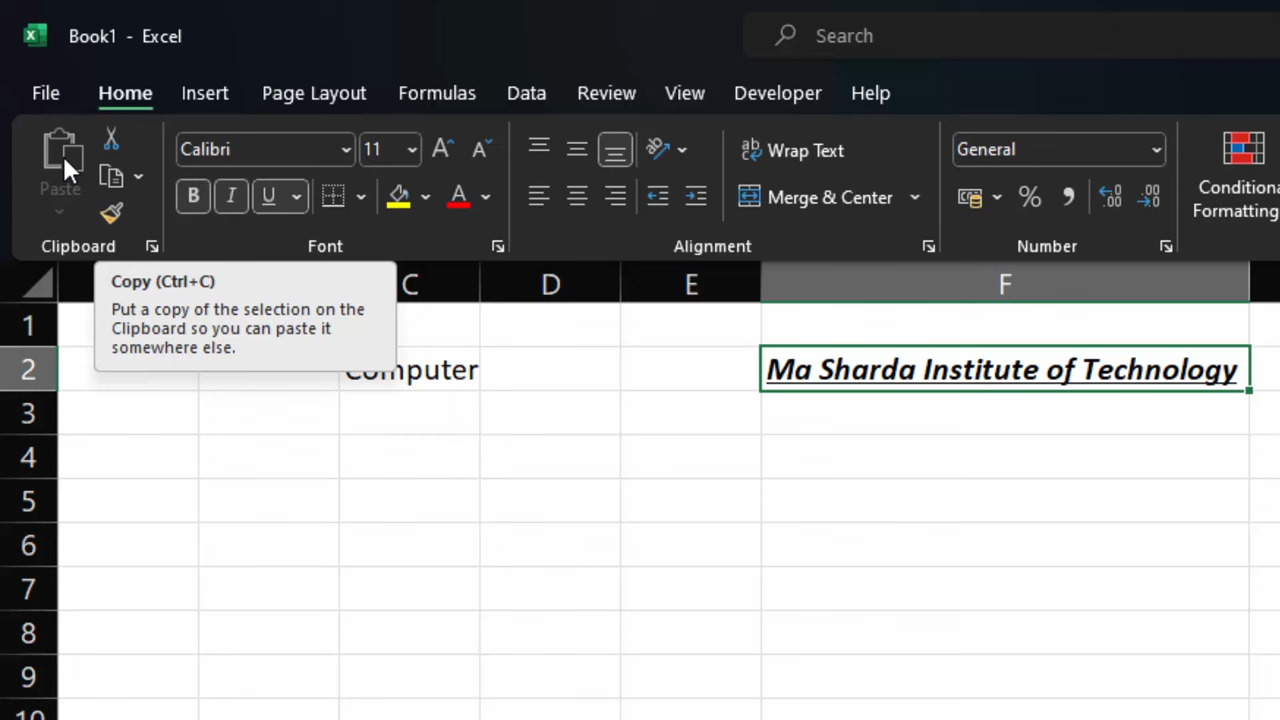 Book1 - Excel
Search
File Home Insert Page Layout Formulas Data Review View Developer Help
Paste
Calibri 11
B I U
Wrap Text
Merge & Center
General
Conditiona
Formatting
Clipboard Font Alignment Number
Copy (Ctrl+C)
Put a copy of the selection on the
Clipboard so you can paste it
somewhere else.
C D E F
1
2 Computer Ma Sharda Institute of Technology
3
4
5
6
7
8
9
10